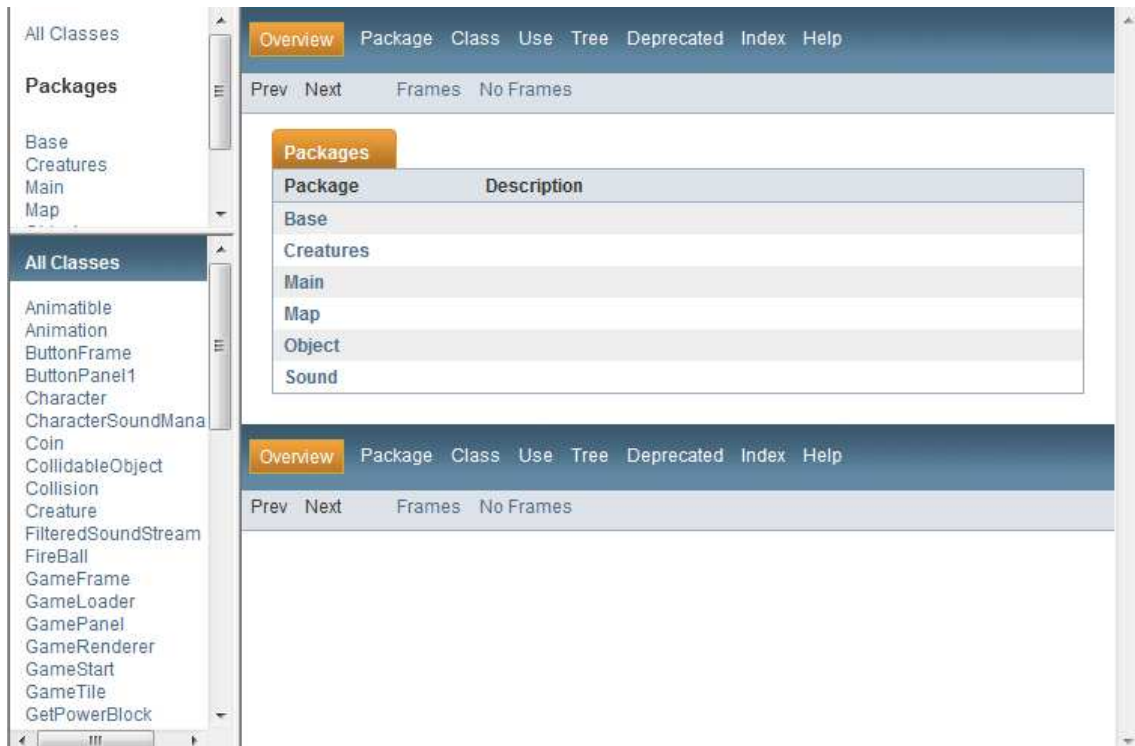 All Classes
Packages
Base
Creatures
Main
Map
All Classes
Animatible
Animation
ButtonFrame
ButtonPanel1
Character
CharacterSoundMana
Coin
CollidableObject
Collision
Creature
FilteredSoundStream
FireBall
GameFrame
GameLoader
GamePanel
GameRenderer
GameStart
GameTile
GetPowerBlock
Overview Package Class Use Tree Deprecated Index Help
Prev Next Frames No Frames
Packages
Package Description
Base
Creatures
Main
Map
Object
Sound
Overview Package Class Use Tree Deprecated Index Help
Prev Next Frames No Frames